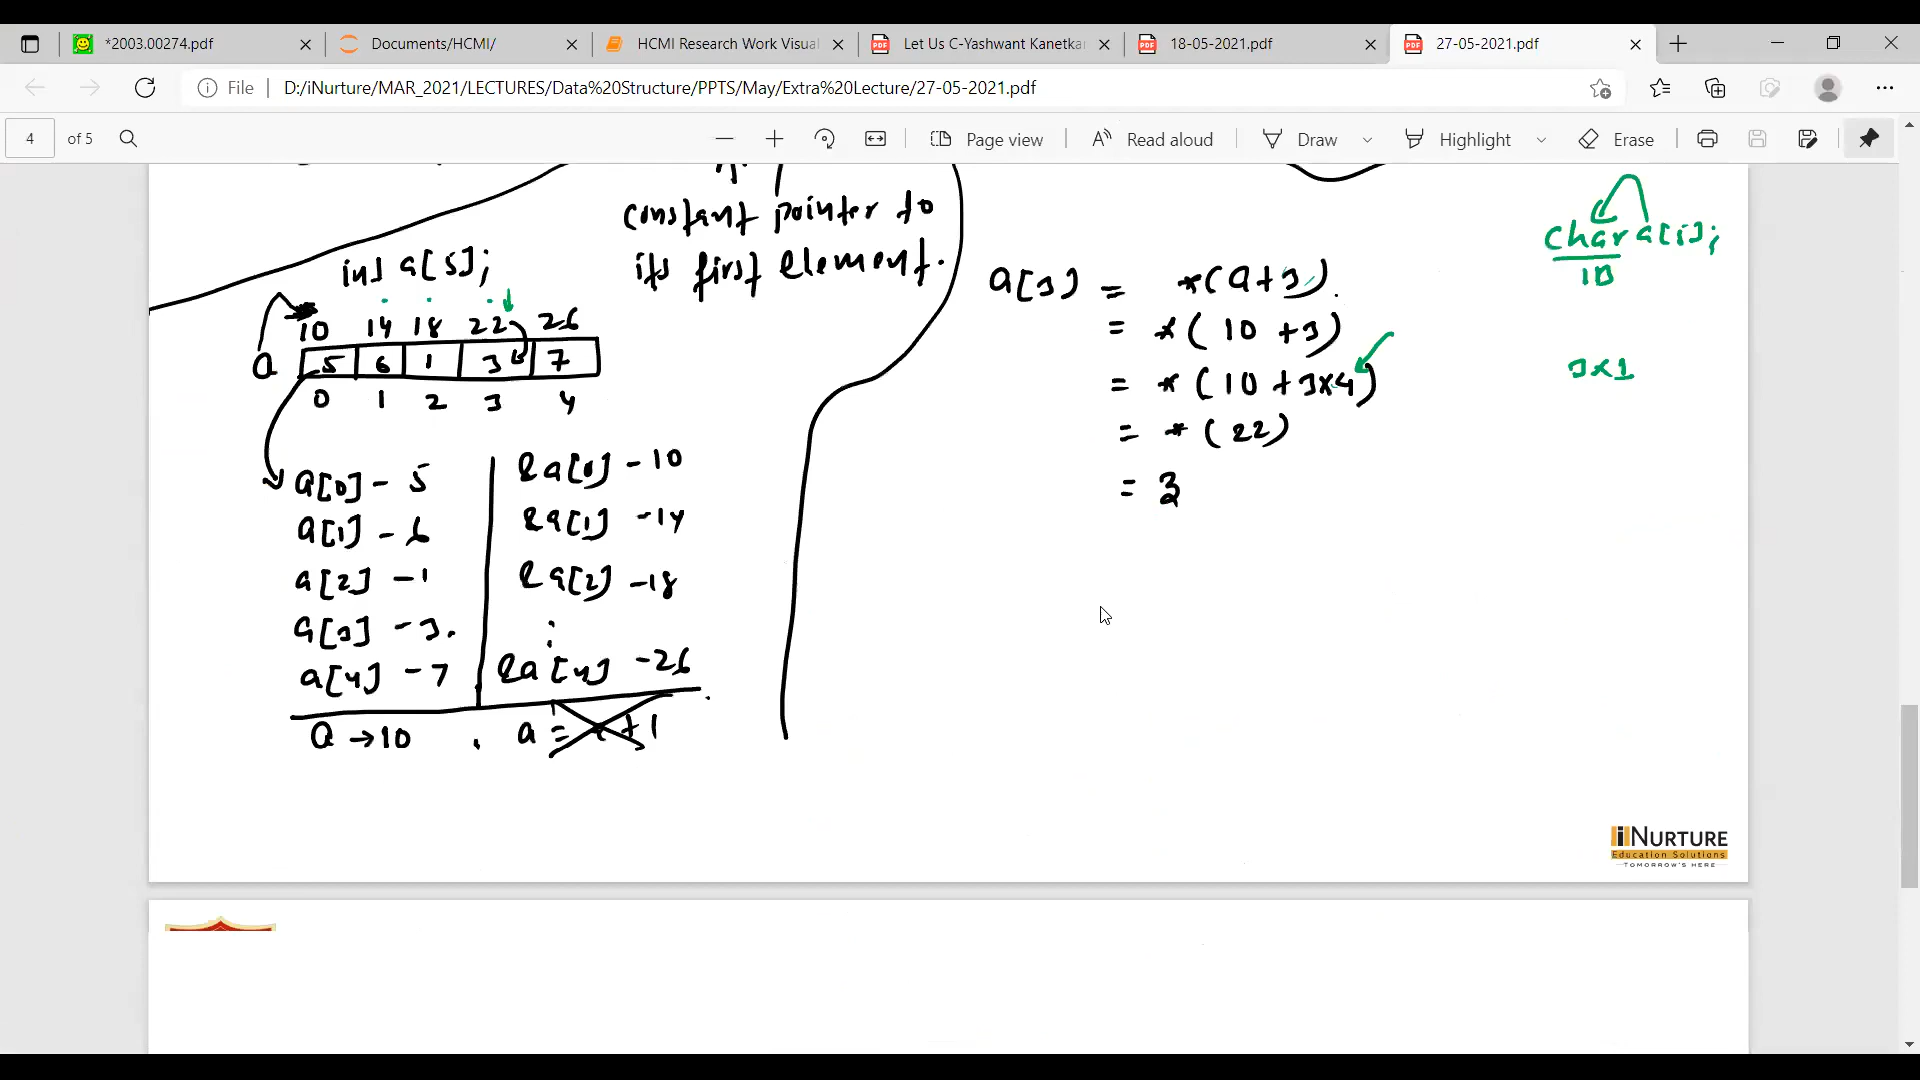 *2003.00274.pdf
Documents/HCMI/
HCMI Research Work Visual
Let Us C-Yashwant Kanetkar
18-05-2021.pdf
27-05-2021.pdf
File D:/iNurture/MAR_2021/LECTURES/Data%20Structure/PPTS/May/Extra%20Lecture/27-05-2021.pdf
4 of 5
Page view
Read aloud
Draw
Highlight
Erase
constant pointer to
its first element.
int a[5];
10 14 18 22 26
a 5 6 1 3 7
0 1 2 3 4
a[0] - 5
a[1] - 6
a[2] - 1
a[3] - 3.
a[4] - 7
&a[0] - 10
&a[1] - 14
&a[2] - 18
:
&a[4] - 26
a → 10
a = + 1
a[3] = *(a+3).
= *( 10 +3)
= *( 10 + 3x4)
= *( 22)
= 3
char a[i];
1B
3x1
iNURTURE
Education Solutions
TOMORROW'S HERE